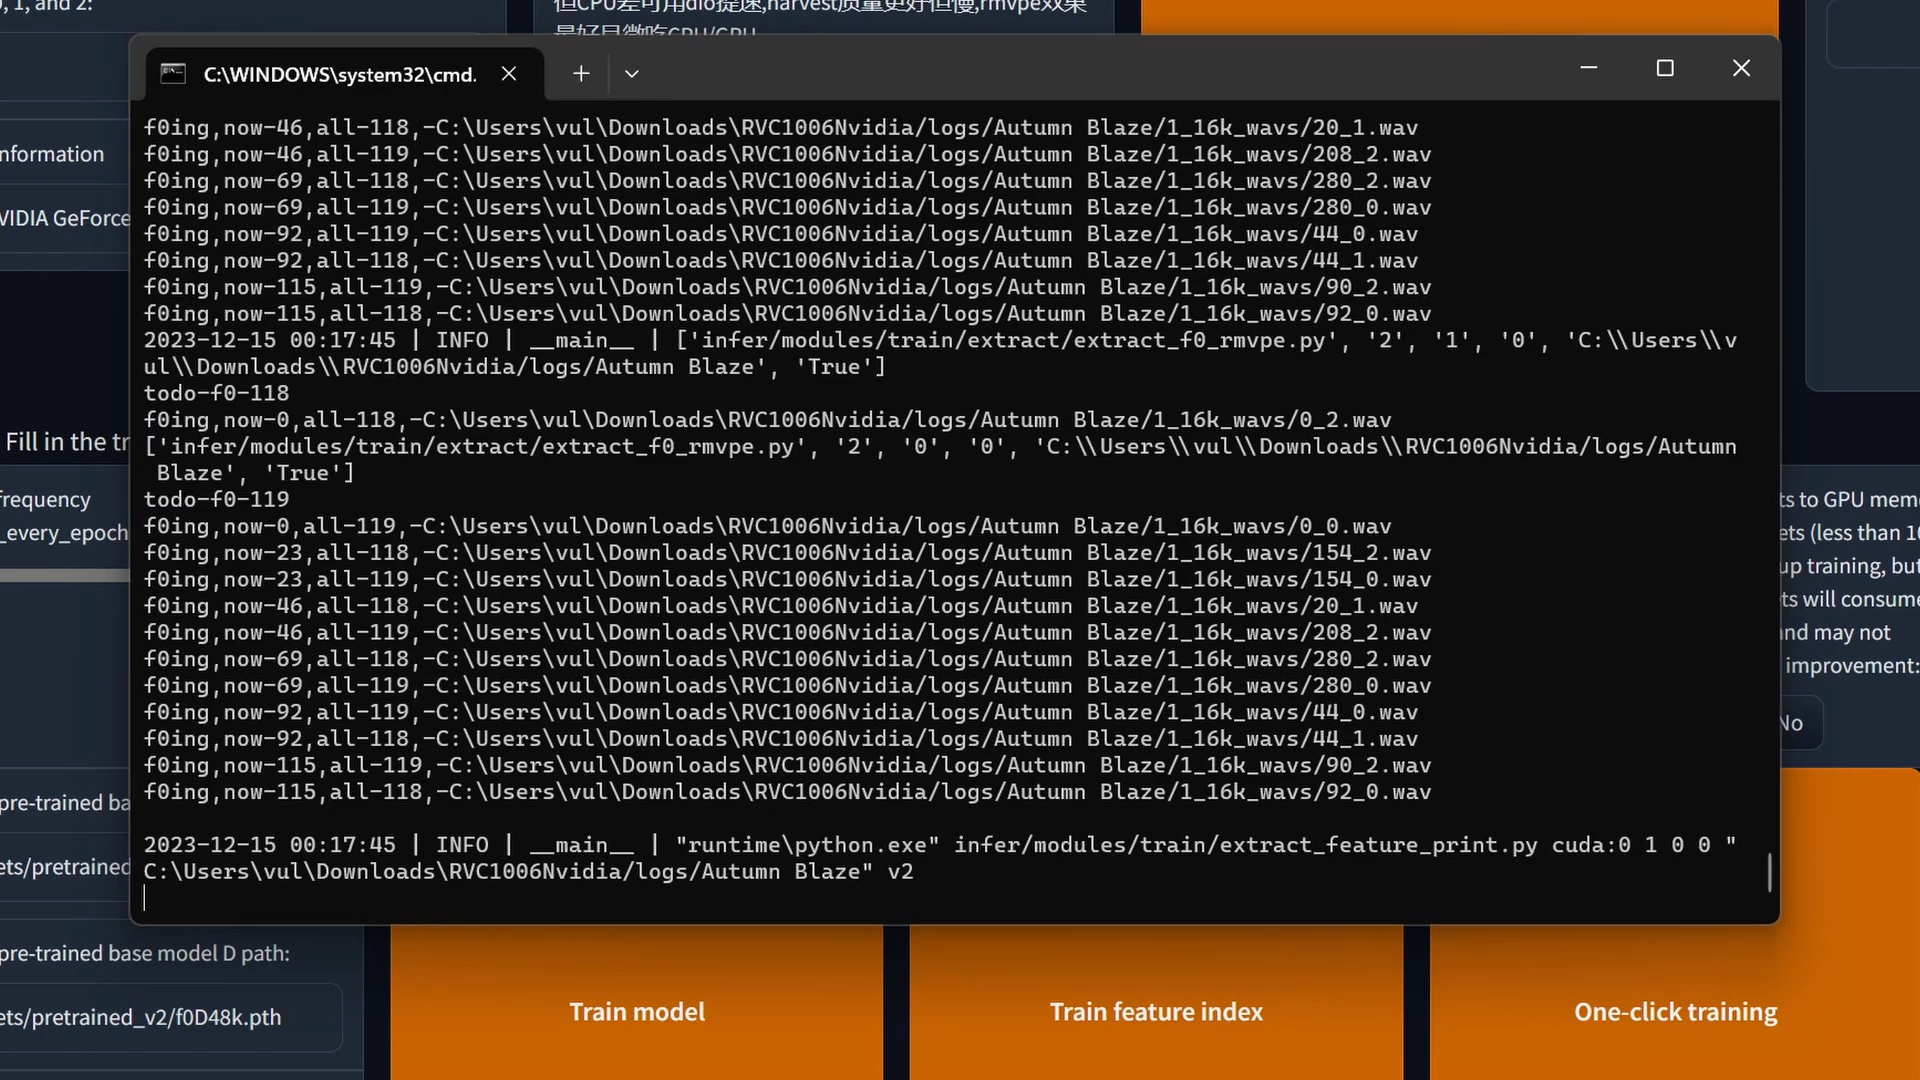 0, 1, and 2:
但CPU差可用dio提速,harvest质量更好但慢,rmvpe效果
最好且微吃CPU/GPU
C:\WINDOWS\system32\cmd.
f0ing,now-46,all-118,-C:\Users\vul\Downloads\RVC1006Nvidia/logs/Autumn Blaze/1_16k_wavs/20_1.wav
f0ing,now-46,all-119,-C:\Users\vul\Downloads\RVC1006Nvidia/logs/Autumn Blaze/1_16k_wavs/208_2.wav
nformation
f0ing,now-69,all-118,-C:\Users\vul\Downloads\RVC1006Nvidia/logs/Autumn Blaze/1_16k_wavs/280_2.wav
f0ing,now-69,all-119,-C:\Users\vul\Downloads\RVC1006Nvidia/logs/Autumn Blaze/1_16k_wavs/280_0.wav
VIDIA GeForce
f0ing,now-92,all-119,-C:\Users\vul\Downloads\RVC1006Nvidia/logs/Autumn Blaze/1_16k_wavs/44_0.wav
f0ing,now-92,all-118,-C:\Users\vul\Downloads\RVC1006Nvidia/logs/Autumn Blaze/1_16k_wavs/44_1.wav
f0ing,now-115,all-119,-C:\Users\vul\Downloads\RVC1006Nvidia/logs/Autumn Blaze/1_16k_wavs/90_2.wav
f0ing,now-115,all-118,-C:\Users\vul\Downloads\RVC1006Nvidia/logs/Autumn Blaze/1_16k_wavs/92_0.wav
2023-12-15 00:17:45 | INFO | __main__ | ['infer/modules/train/extract/extract_f0_rmvpe.py', '2', '1', '0', 'C:\\Users\\v
ul\\Downloads\\RVC1006Nvidia/logs/Autumn Blaze', 'True']
todo-f0-118
f0ing,now-0,all-118,-C:\Users\vul\Downloads\RVC1006Nvidia/logs/Autumn Blaze/1_16k_wavs/0_2.wav
['infer/modules/train/extract/extract_f0_rmvpe.py', '2', '0', '0', 'C:\\Users\\vul\\Downloads\\RVC1006Nvidia/logs/Autumn
Blaze', 'True']
todo-f0-119
f0ing,now-0,all-119,-C:\Users\vul\Downloads\RVC1006Nvidia/logs/Autumn Blaze/1_16k_wavs/0_0.wav
f0ing,now-23,all-118,-C:\Users\vul\Downloads\RVC1006Nvidia/logs/Autumn Blaze/1_16k_wavs/154_2.wav
f0ing,now-23,all-119,-C:\Users\vul\Downloads\RVC1006Nvidia/logs/Autumn Blaze/1_16k_wavs/154_0.wav
f0ing,now-46,all-118,-C:\Users\vul\Downloads\RVC1006Nvidia/logs/Autumn Blaze/1_16k_wavs/20_1.wav
f0ing,now-46,all-119,-C:\Users\vul\Downloads\RVC1006Nvidia/logs/Autumn Blaze/1_16k_wavs/208_2.wav
f0ing,now-69,all-118,-C:\Users\vul\Downloads\RVC1006Nvidia/logs/Autumn Blaze/1_16k_wavs/280_2.wav
f0ing,now-69,all-119,-C:\Users\vul\Downloads\RVC1006Nvidia/logs/Autumn Blaze/1_16k_wavs/280_0.wav
f0ing,now-92,all-119,-C:\Users\vul\Downloads\RVC1006Nvidia/logs/Autumn Blaze/1_16k_wavs/44_0.wav
f0ing,now-92,all-118,-C:\Users\vul\Downloads\RVC1006Nvidia/logs/Autumn Blaze/1_16k_wavs/44_1.wav
f0ing,now-115,all-119,-C:\Users\vul\Downloads\RVC1006Nvidia/logs/Autumn Blaze/1_16k_wavs/90_2.wav
f0ing,now-115,all-118,-C:\Users\vul\Downloads\RVC1006Nvidia/logs/Autumn Blaze/1_16k_wavs/92_0.wav
2023-12-15 00:17:45 | INFO | __main__ | "runtime\python.exe" infer/modules/train/extract_feature_print.py cuda:0 1 0 0 "
C:\Users\vul\Downloads\RVC1006Nvidia/logs/Autumn Blaze" v2
Fill in the tr
frequency
_every_epoch
pre-trained ba
ets/pretrained
pre-trained base model D path:
ets/pretrained_v2/f0D48k.pth
ts to GPU mem
ets (less than 10
up training, but
ts will consume
nd may not
improvement:
No
Train model
Train feature index
One-click training